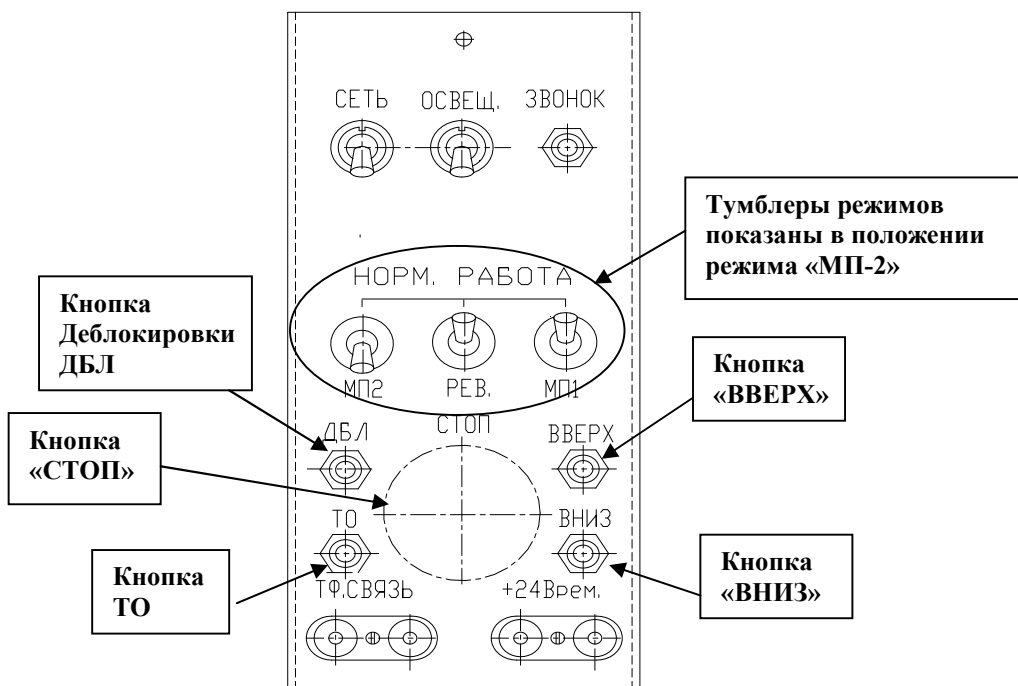 СЕТЬ ОСВЕЩ. ЗВОНОК
Тумблеры режимов
показаны в положении
режима «МП-2»
НОРМ. РАБОТА
Кнопка
Деблокировки
ДБЛ
МП2 РЕВ. МП1
Кнопка
«ВВЕРХ»
Кнопка
«СТОП»
ДБЛ СТОП ВВЕРХ
ТО ВНИЗ
Кнопка
ТО
Кнопка
«ВНИЗ»
ТФ.СВЯЗЬ +24Врем.